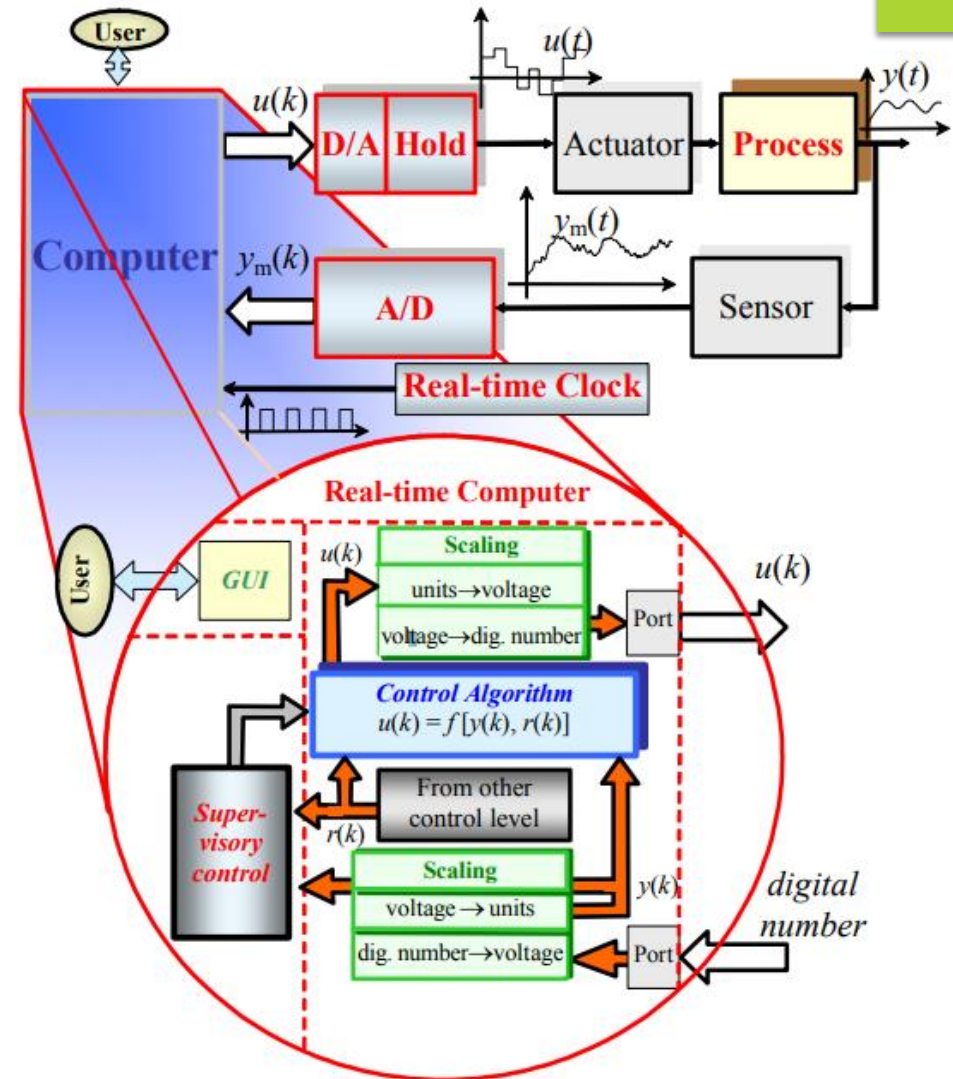 User
u(t)
y(t)
u(k)
D/A Hold
Actuator
Process
Computer
yₘ(t)
yₘ(k)
A/D
Sensor
Real-time Clock
Real-time Computer
User
GUI
u(k)
Scaling
units→voltage
voltage→dig. number
Port
u(k)
Control Algorithm
u(k) = f [y(k), r(k)]
Super-
visory
control
From other
control level
r(k)
Scaling
voltage → units
dig. number→voltage
y(k)
Port
digital
number